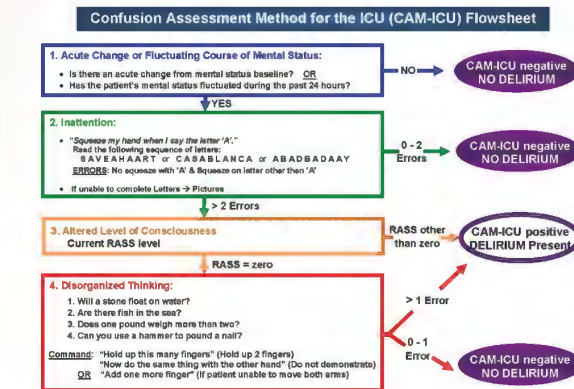 Confusion Assessment Method for the ICU (CAM-ICU) Flowsheet
1. Acute Change or Fluctuating Course of Mental Status:
• Is there an acute change from mental status baseline? OR
• Has the patient's mental status fluctuated during the past 24 hours?
NO
CAM-ICU negative
NO DELIRIUM
YES
2. Inattention:
• "Squeeze my hand when I say the letter 'A'."
Read the following sequence of letters:
S A V E A H A A R T or C A S A B L A N C A or A B A D B A D A A Y
ERRORS: No squeeze with 'A' & Squeeze on letter other then 'A'
• If unable to complete Letters → Pictures
0 - 2
Errors
CAM-ICU negative
NO DELIRIUM
> 2 Errors
3. Altered Level of Consciousness
Current RASS level
RASS other
than zero
CAM-ICU positive
DELIRIUM Present
RASS = zero
4. Disorganized Thinking:
1. Will a stone float on water?
2. Are there fish in the sea?
3. Does one pound weigh more than two?
4. Can you use a hammer to pound a nail?
Command: "Hold up this many fingers" (Hold up 2 fingers)
"Now do the same thing with the other hand" (Do not demonstrate)
OR "Add one more finger" (If patient unable to move both arms)
> 1 Error
0 - 1
Error
CAM-ICU negative
NO DELIRIUM